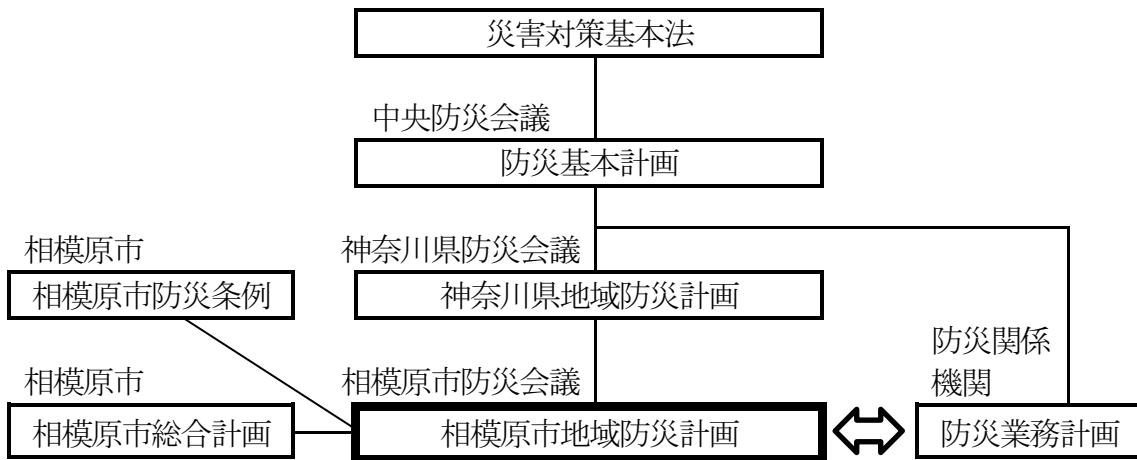 災害対策基本法
中央防災会議
防災基本計画
相模原市
神奈川県防災会議
相模原市防災条例
神奈川県地域防災計画
防災関係
機関
相模原市
相模原市防災会議
相模原市総合計画
相模原市地域防災計画
防災業務計画